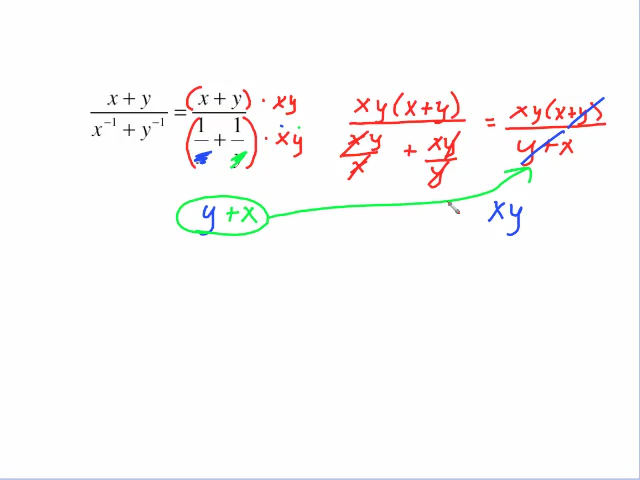 (x + y) / (x⁻¹ + y⁻¹) = (x + y) · xy / (1/x + 1/y) · xy    xy(x+y) / (xy/x + xy/y) = xy(x+y) / (y+x)
y + x    xy